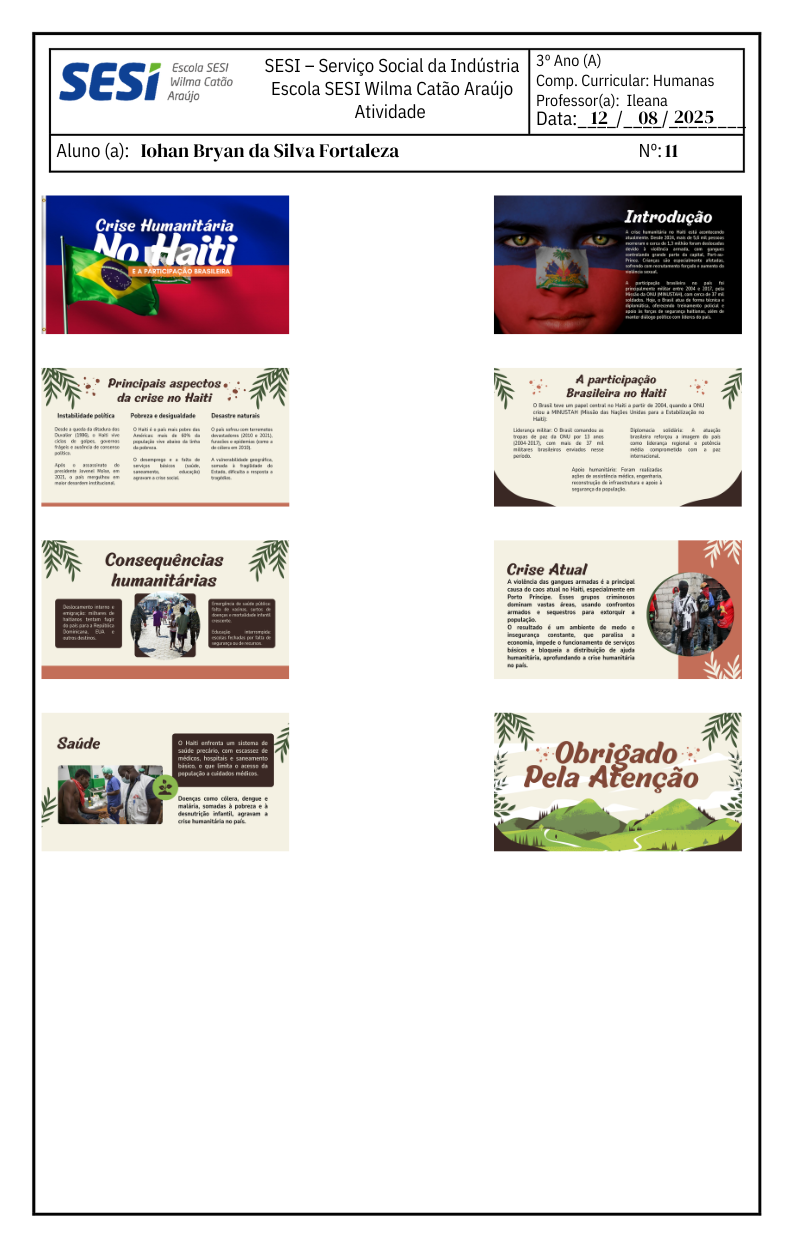 SESI
Escola SESI
Wilma Catão
Araújo
SESI – Serviço Social da Indústria
Escola SESI Wilma Catão Araújo
Atividade
3º Ano (A)
Comp. Curricular: Humanas
Professor(a): Ileana
Data:_12_/_08_/_2025_
Aluno (a): Iohan Bryan da Silva Fortaleza
Nº: 11
Crise Humanitária
No Haiti
E A PARTICIPAÇÃO BRASILEIRA
Introdução
A crise humanitária no Haiti está acontecendo
atualmente. Desde 2024, mais de 5,6 mil pessoas
morreram e cerca de 1,3 milhão foram deslocadas
devido à violência armada, com gangues
controlando grande parte da capital, Port-au-
Prince. Crianças são especialmente afetadas,
sofrendo com recrutamento forçado e aumento da
violência sexual.
A participação brasileira no país foi
principalmente militar entre 2004 e 2017, pela
Missão da ONU (MINUSTAH), com cerca de 37 mil
soldados. Hoje, o Brasil atua de forma técnica e
diplomática, oferecendo treinamento policial e
apoio às forças de segurança haitianas, além de
manter diálogo político com líderes do país.
Principais aspectos
da crise no Haiti
Instabilidade política
Desde a queda da ditadura dos
Duvalier (1986), o Haiti vive
ciclos de golpes, governos
frágeis e ausência de consenso
político.
Após o assassinato do
presidente Jovenel Moïse, em
2021, o país mergulhou em
maior desordem institucional.
Pobreza e desigualdade
O Haiti é o país mais pobre das
Américas: mais de 60% da
população vive abaixo da linha
da pobreza.
O desemprego e a falta de
serviços básicos (saúde,
saneamento, educação)
agravam a crise social.
Desastre naturais
O país sofreu com terremotos
devastadores (2010 e 2021),
furacões e epidemias (como a
de cólera em 2010).
A vulnerabilidade geográfica,
somada à fragilidade do
Estado, dificulta a resposta a
tragédias.
A participação
Brasileira no Haiti
O Brasil teve um papel central no Haiti a partir de 2004, quando a ONU
criou a MINUSTAH (Missão das Nações Unidas para a Estabilização no
Haiti):
Liderança militar: O Brasil comandou as
tropas de paz da ONU por 13 anos
(2004-2017), com mais de 37 mil
militares brasileiros enviados nesse
período.
Diplomacia solidária: A atuação
brasileira reforçou a imagem do país
como liderança regional e potência
média comprometida com a paz
internacional.
Apoio humanitário: Foram realizadas
ações de assistência médica, engenharia,
reconstrução de infraestrutura e apoio à
segurança da população.
Consequências
humanitárias
Deslocamento interno e
emigração: milhares de
haitianos tentam fugir
do país para a República
Dominicana, EUA e
outros destinos.
Emergência de saúde pública:
falta de vacinas, surtos de
doenças e mortalidade infantil
crescente.
Educação interrompida:
escolas fechadas por falta de
segurança ou de recursos.
Crise Atual
A violência das gangues armadas é a principal
causa do caos atual no Haiti, especialmente em
Porto Príncipe. Esses grupos criminosos
dominam vastas áreas, usando confrontos
armados e sequestros para extorquir a
população.
O resultado é um ambiente de medo e
insegurança constante, que paralisa a
economia, impede o funcionamento de serviços
básicos e bloqueia a distribuição de ajuda
humanitária, aprofundando a crise humanitária
no país.
Saúde
O Haiti enfrenta um sistema de
saúde precário, com escassez de
médicos, hospitais e saneamento
básico, o que limita o acesso da
população a cuidados médicos.
Doenças como cólera, dengue e
malária, somadas à pobreza e à
desnutrição infantil, agravam a
crise humanitária no país.
Obrigado
Pela Atenção